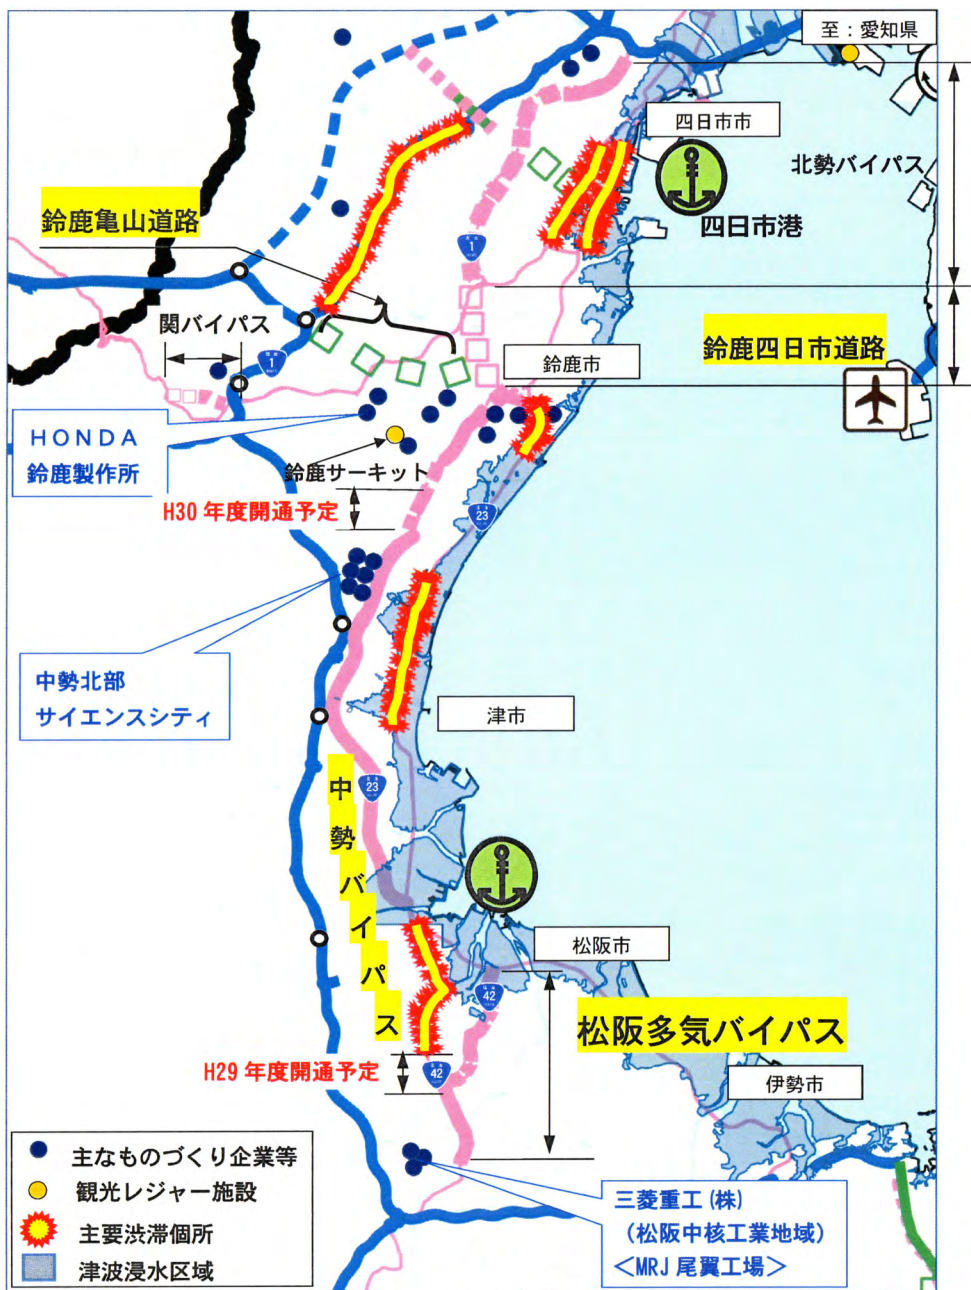 至：愛知県
四日市市
北勢バイパス
四日市港
鈴鹿亀山道路
1
関バイパス
1
鈴鹿四日市道路
鈴鹿市
HONDA
鈴鹿製作所
鈴鹿サーキット
H30 年度開通予定
23
中勢北部
サイエンスシティ
津市
23
中勢バイパス
松阪市
42
松阪多気バイパス
H29 年度開通予定
42
伊勢市
主なものづくり企業等
観光レジャー施設
主要渋滞個所
津波浸水区域
三菱重工(株)
(松阪中核工業地域)
<MRJ 尾翼工場>